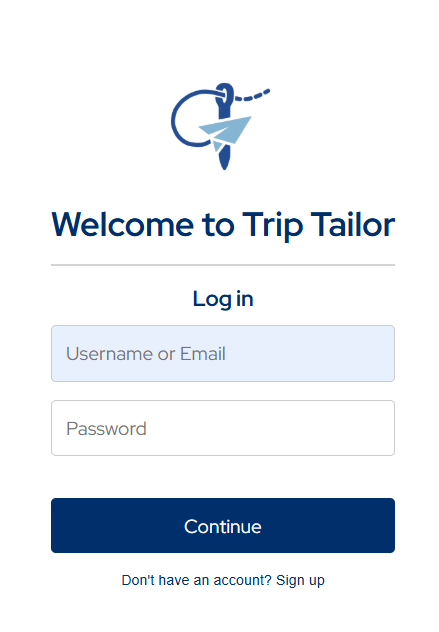 Welcome to Trip Tailor
Log in
Username or Email
Password
Continue
Don't have an account? Sign up